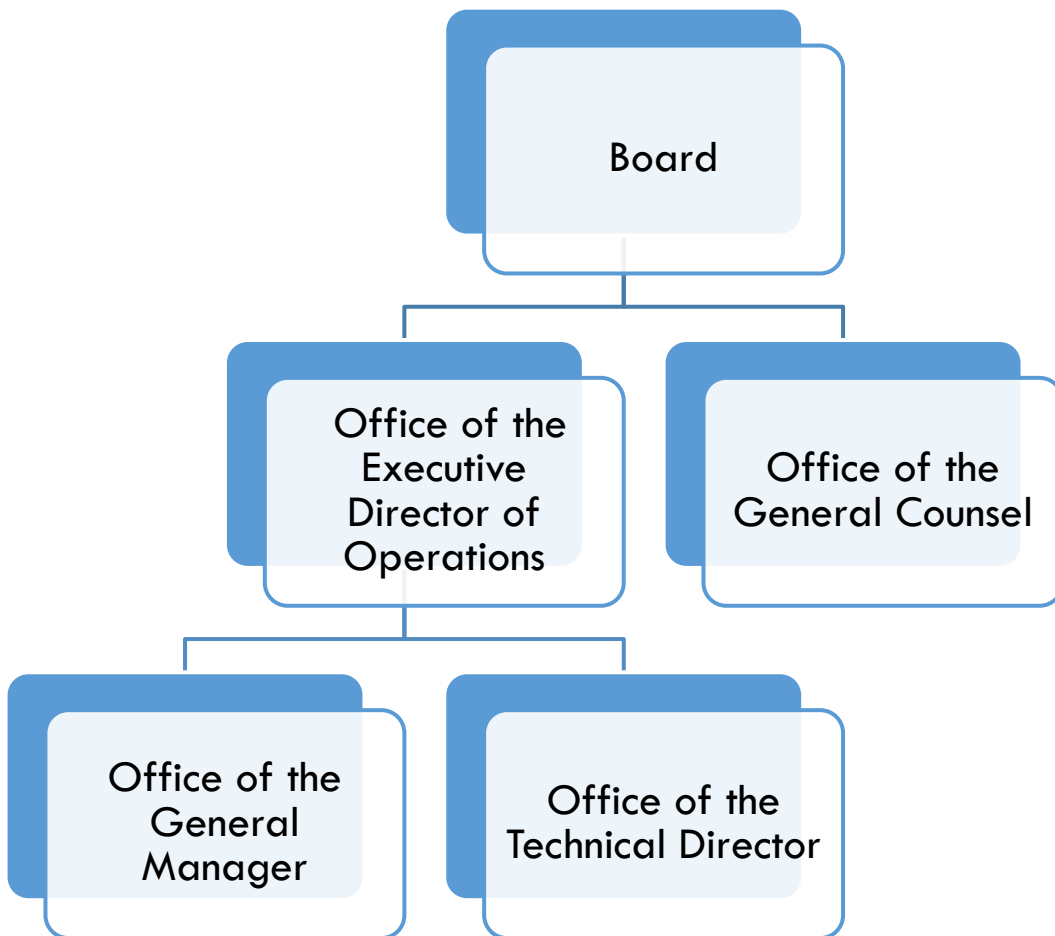 Board
Office of the
Executive
Director of
Operations
Office of the
General Counsel
Office of the
General
Manager
Office of the
Technical Director